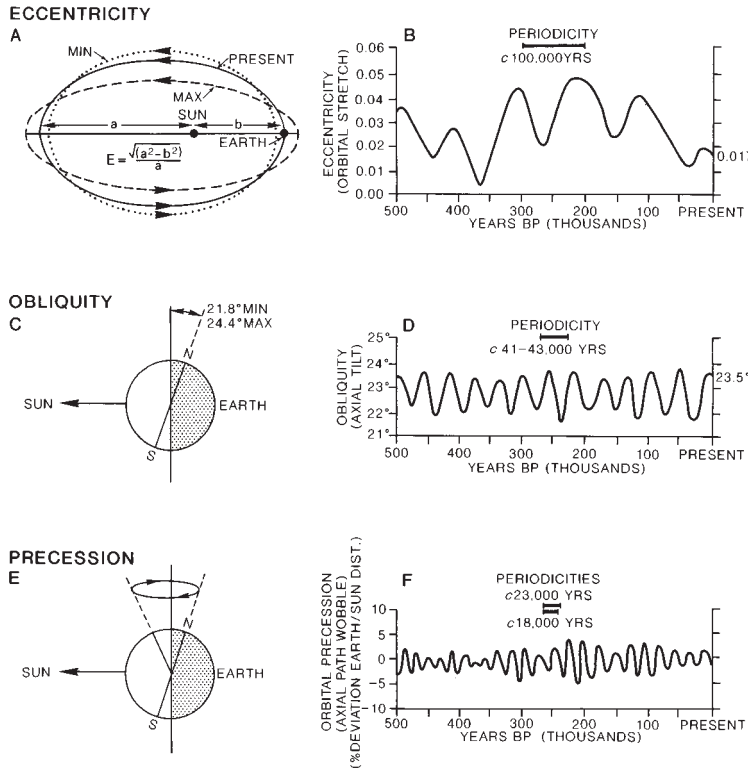 ECCENTRICITY
A
MIN
PRESENT
MAX
SUN
a
b
EARTH
E = √(a²−b²)
a
B
PERIODICITY
c 100.000YRS
ECCENTRICITY
(ORBITAL STRETCH)
0.06
0.05
0.04
0.03
0.02
0.01
0.00
0.017
500
400
300
200
100
PRESENT
YEARS BP (THOUSANDS)
OBLIQUITY
C
21.8° MIN
24.4° MAX
N
SUN
EARTH
S
D
PERIODICITY
c 41–43,000 YRS
OBLIQUITY
(AXIAL TILT)
25°
24°
23°
22°
21°
23.5°
500
400
300
200
100
PRESENT
YEARS BP (THOUSANDS)
PRECESSION
E
N
SUN
EARTH
S
F
PERIODICITIES
c23,000 YRS
c18,000 YRS
ORBITAL PRECESSION
(AXIAL PATH WOBBLE)
(%DEVIATION EARTH/SUN DIST.)
10
5
0
-5
-10
500
400
300
200
100
PRESENT
YEARS BP (THOUSANDS)